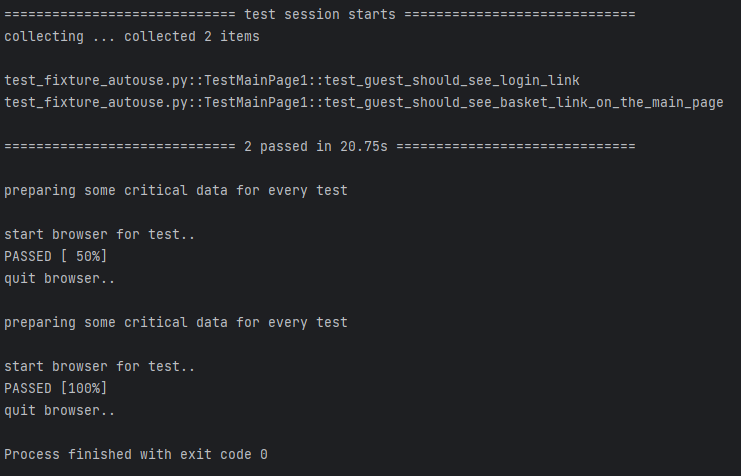 ============================= test session starts =============================
collecting ... collected 2 items
test_fixture_autouse.py::TestMainPage1::test_guest_should_see_login_link
test_fixture_autouse.py::TestMainPage1::test_guest_should_see_basket_link_on_the_main_page
============================= 2 passed in 20.75s ==============================
preparing some critical data for every test
start browser for test..
PASSED [ 50%]
quit browser..
preparing some critical data for every test
start browser for test..
PASSED [100%]
quit browser..
Process finished with exit code 0